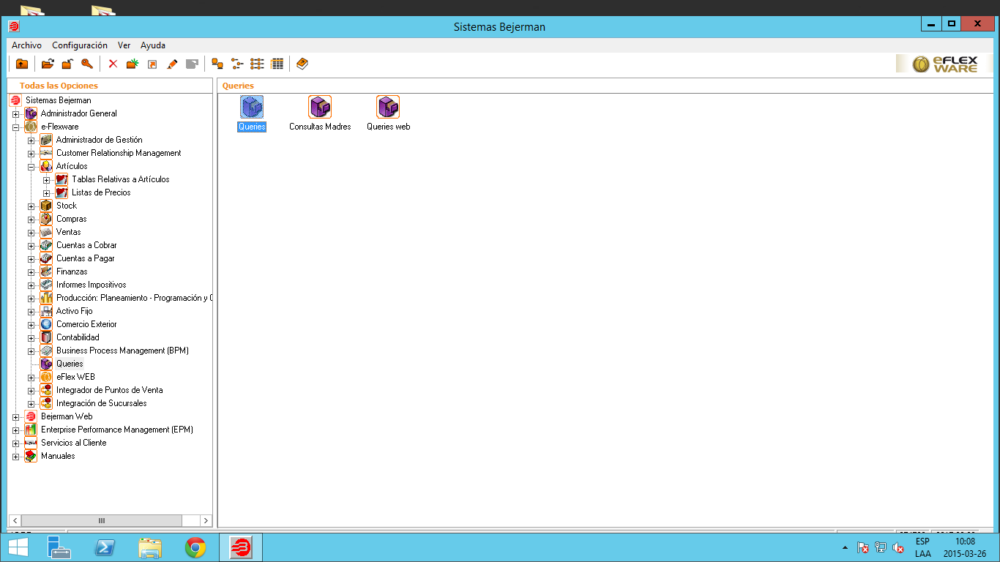 Sistemas Bejerman
Archivo Configuración Ver Ayuda
eFLEX
WARE
Todas las Opciones
Sistemas Bejerman
Administrador General
e-Flexware
Administrador de Gestión
Customer Relationship Management
Artículos
Tablas Relativas a Artículos
Listas de Precios
Stock
Compras
Ventas
Cuentas a Cobrar
Cuentas a Pagar
Finanzas
Informes Impositivos
Producción: Planeamiento - Programación y
Activo Fijo
Comercio Exterior
Contabilidad
Business Process Management (BPM)
Queries
eFlex WEB
Integrador de Puntos de Venta
Integración de Sucursales
Bejerman Web
Enterprise Performance Management (EPM)
Servicios al Cliente
Manuales
Queries
Queries Consultas Madres Queries web
ESP 10:08
LAA 2015-03-26